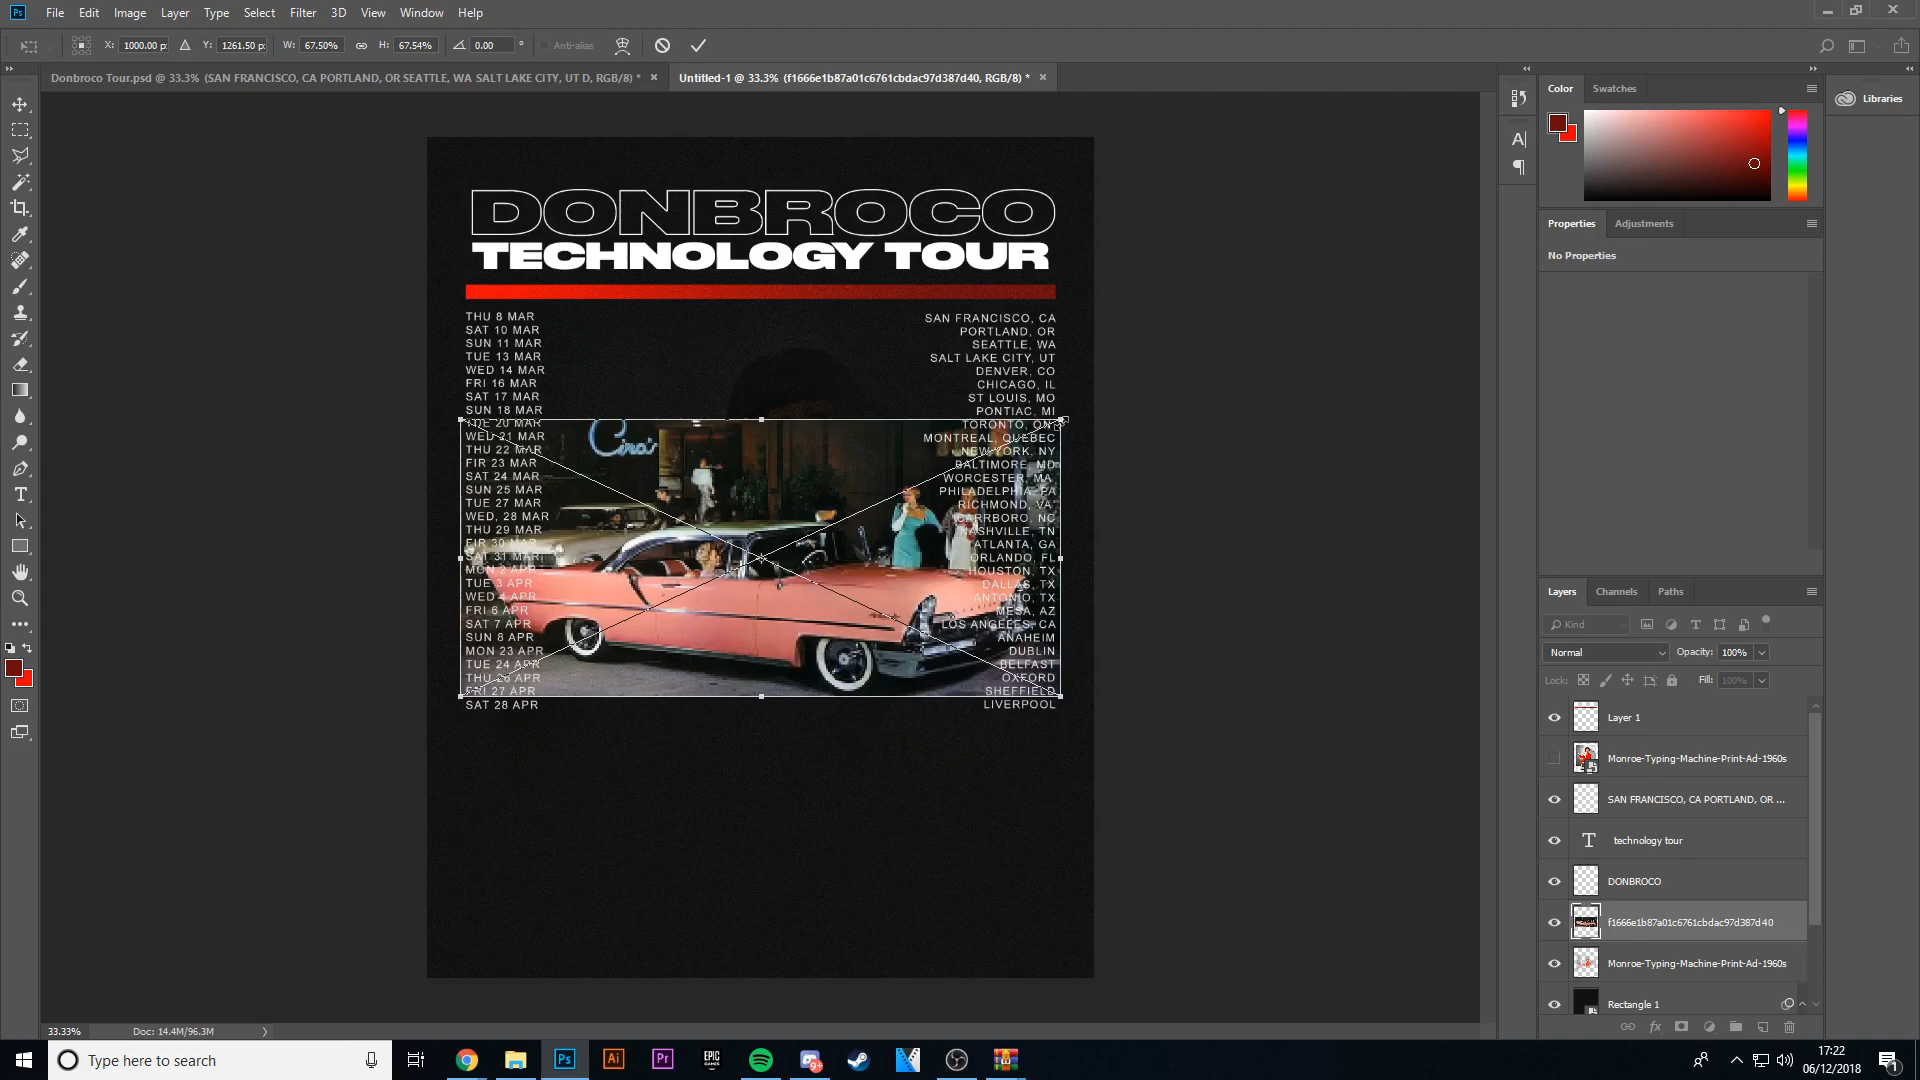 Ps File Edit Image Layer Type Select Filter 3D View Window Help
X: 1000.00 p: Y: 1261.50 p: W: 67.50% H: 67.54% 0.00 ° Anti-alias
Donbroco Tour.psd @ 33.3% (SAN FRANCISCO, CA PORTLAND, OR SEATTLE, WA SALT LAKE CITY, UT D, RGB/8) *
Untitled-1 @ 33.3% (f1666e1b87a01c6761cbdac97d387d40, RGB/8) *
DONBROCO
TECHNOLOGY TOUR
THU 8 MAR
SAT 10 MAR
SUN 11 MAR
TUE 13 MAR
WED 14 MAR
FRI 16 MAR
SAT 17 MAR
SUN 18 MAR
TUE 20 MAR
WED 21 MAR
THU 22 MAR
FIR 23 MAR
SAT 24 MAR
SUN 25 MAR
TUE 27 MAR
WED, 28 MAR
THU 29 MAR
FIR 30 MAR
SAT 31 MAR
MON 2 APR
TUE 3 APR
WED 4 APR
FRI 6 APR
SAT 7 APR
SUN 8 APR
MON 23 APR
TUE 24 APR
THU 26 APR
FRI 27 APR
SAT 28 APR
SAN FRANCISCO, CA
PORTLAND, OR
SEATTLE, WA
SALT LAKE CITY, UT
DENVER, CO
CHICAGO, IL
ST LOUIS, MO
PONTIAC, MI
TORONTO, ON
MONTREAL, QUEBEC
NEW YORK, NY
BALTIMORE, MD
WORCESTER, MA
PHILADELPHIA, PA
RICHMOND, VA
CARRBORO, NC
NASHVILLE, TN
ATLANTA, GA
ORLANDO, FL
HOUSTON, TX
DALLAS, TX
ANTONIO, TX
MESA, AZ
LOS ANGELES, CA
ANAHEIM
DUBLIN
BELFAST
OXFORD
SHEFFIELD
LIVERPOOL
Ciro's
Color Swatches
Libraries
Properties Adjustments
No Properties
Layers Channels Paths
Kind
Normal Opacity: 100%
Lock: Fill: 100%
Layer 1
Monroe-Typing-Machine-Print-Ad-1960s
SAN FRANCISCO, CA PORTLAND, OR ...
technology tour
DONBROCO
f1666e1b87a01c6761cbdac97d387d40
Monroe-Typing-Machine-Print-Ad-1960s
Rectangle 1
33.33% Doc: 14.4M/96.3M
Type here to search
Ps Ai Pr EPIC GAMES 9+
17:22
06/12/2018
1